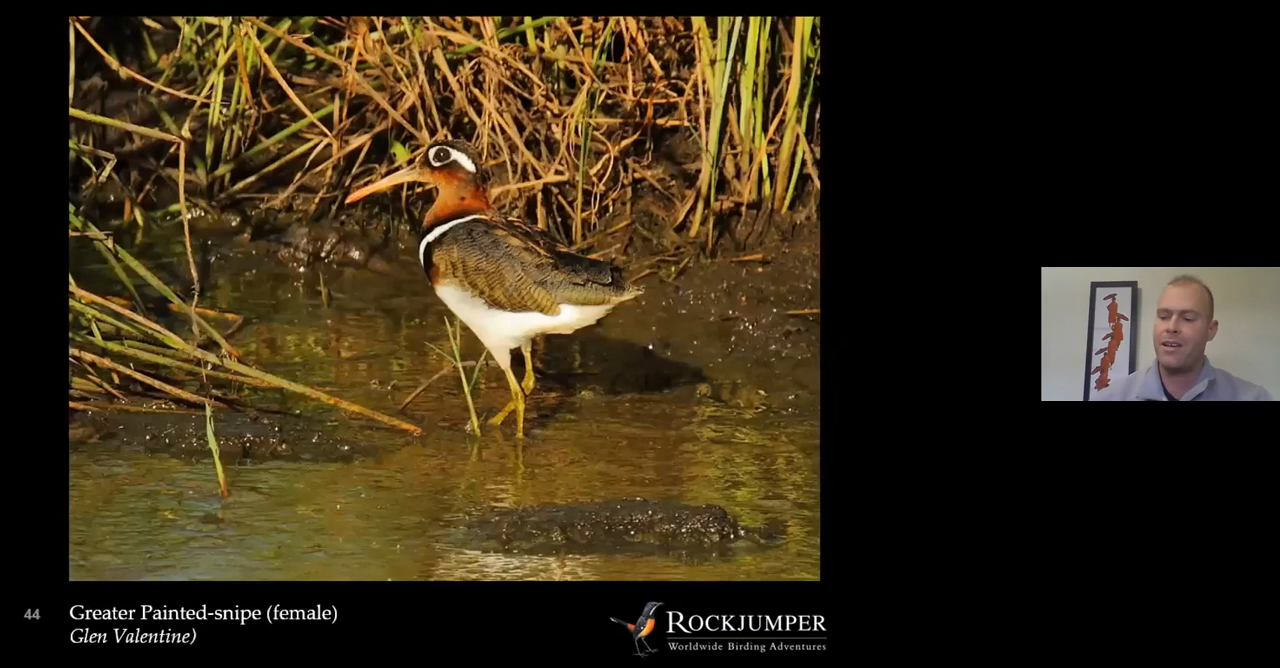 44
Greater Painted-snipe (female)
Glen Valentine)
ROCKJUMPER
Worldwide Birding Adventures